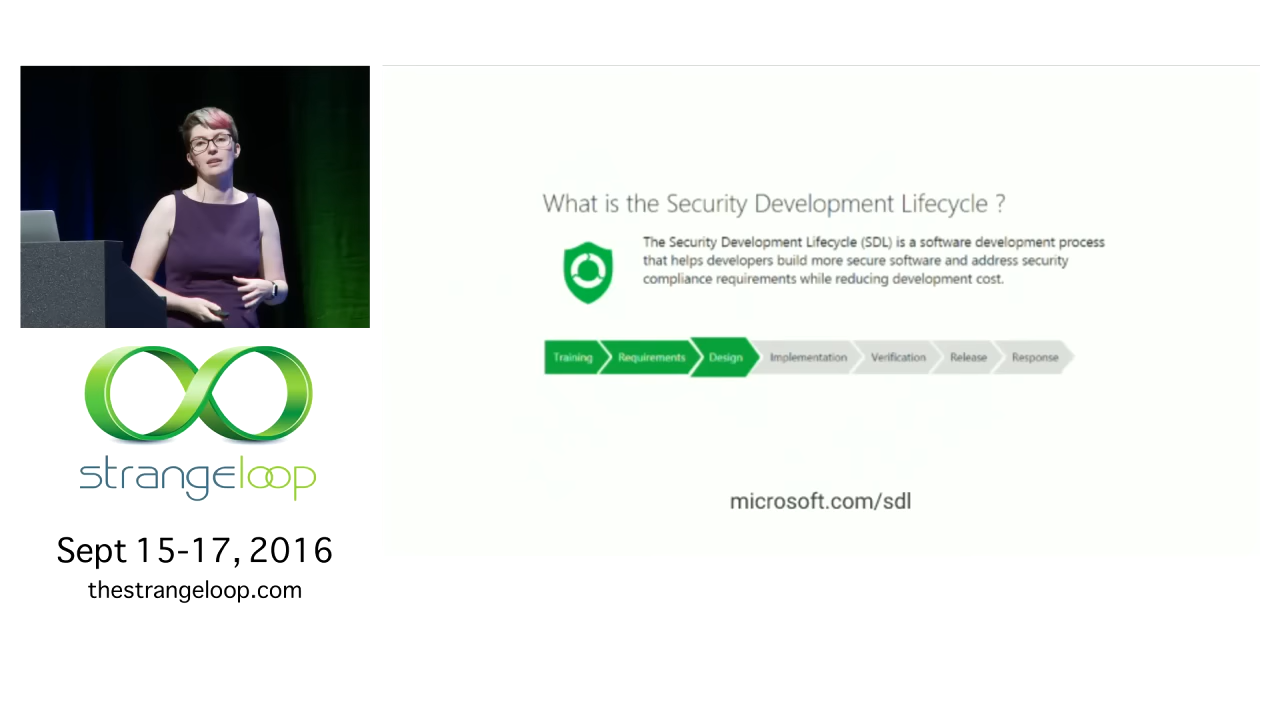 What is the Security Development Lifecycle ?
The Security Development Lifecycle (SDL) is a software development process
that helps developers build more secure software and address security
compliance requirements while reducing development cost.
Training Requirements Design Implementation Verification Release Response
microsoft.com/sdl
strangeloop
Sept 15-17, 2016
thestrangeloop.com